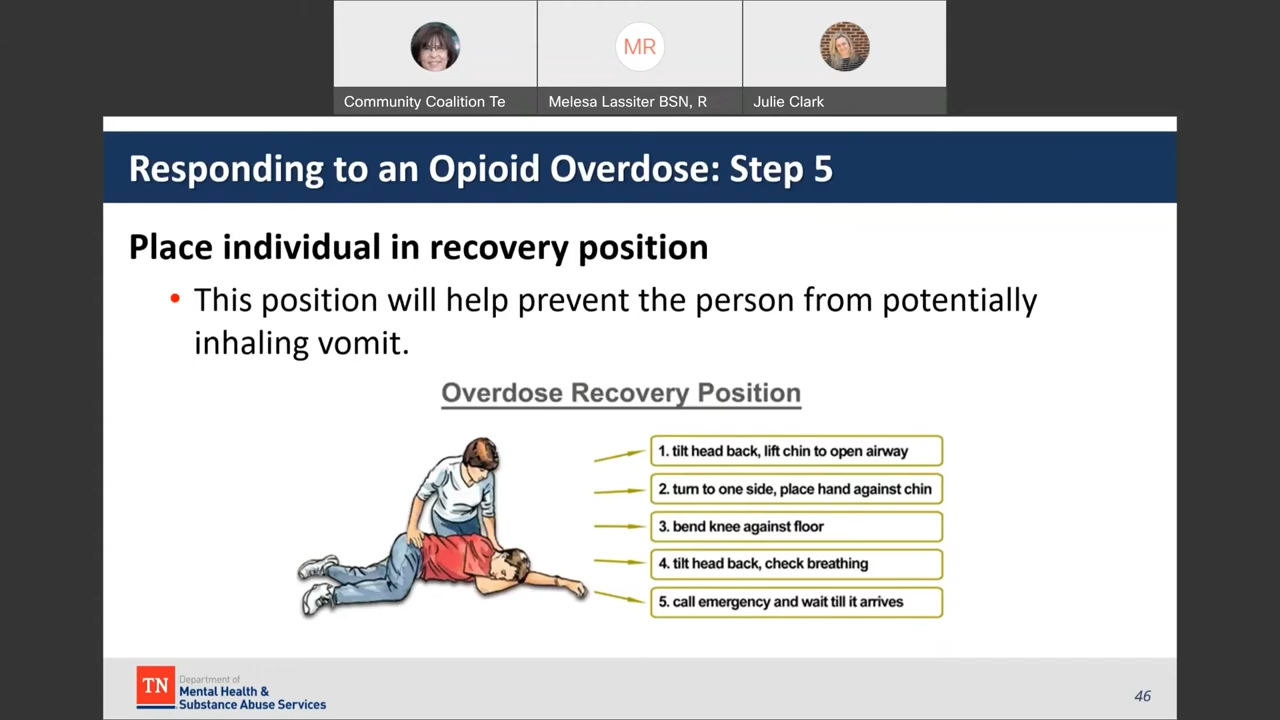 MR
Community Coalition Te
Melesa Lassiter BSN, R
Julie Clark
Responding to an Opioid Overdose: Step 5
Place individual in recovery position
• This position will help prevent the person from potentially
inhaling vomit.
Overdose Recovery Position
1. tilt head back, lift chin to open airway
2. turn to one side, place hand against chin
3. bend knee against floor
4. tilt head back, check breathing
5. call emergency and wait till it arrives
TN
Department of
Mental Health &
Substance Abuse Services
46